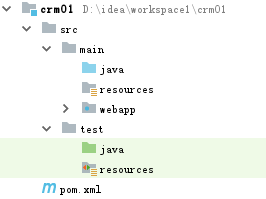 crm01 D:\idea\workspace1\crm01
src
main
java
resources
webapp
test
java
resources
pom.xml